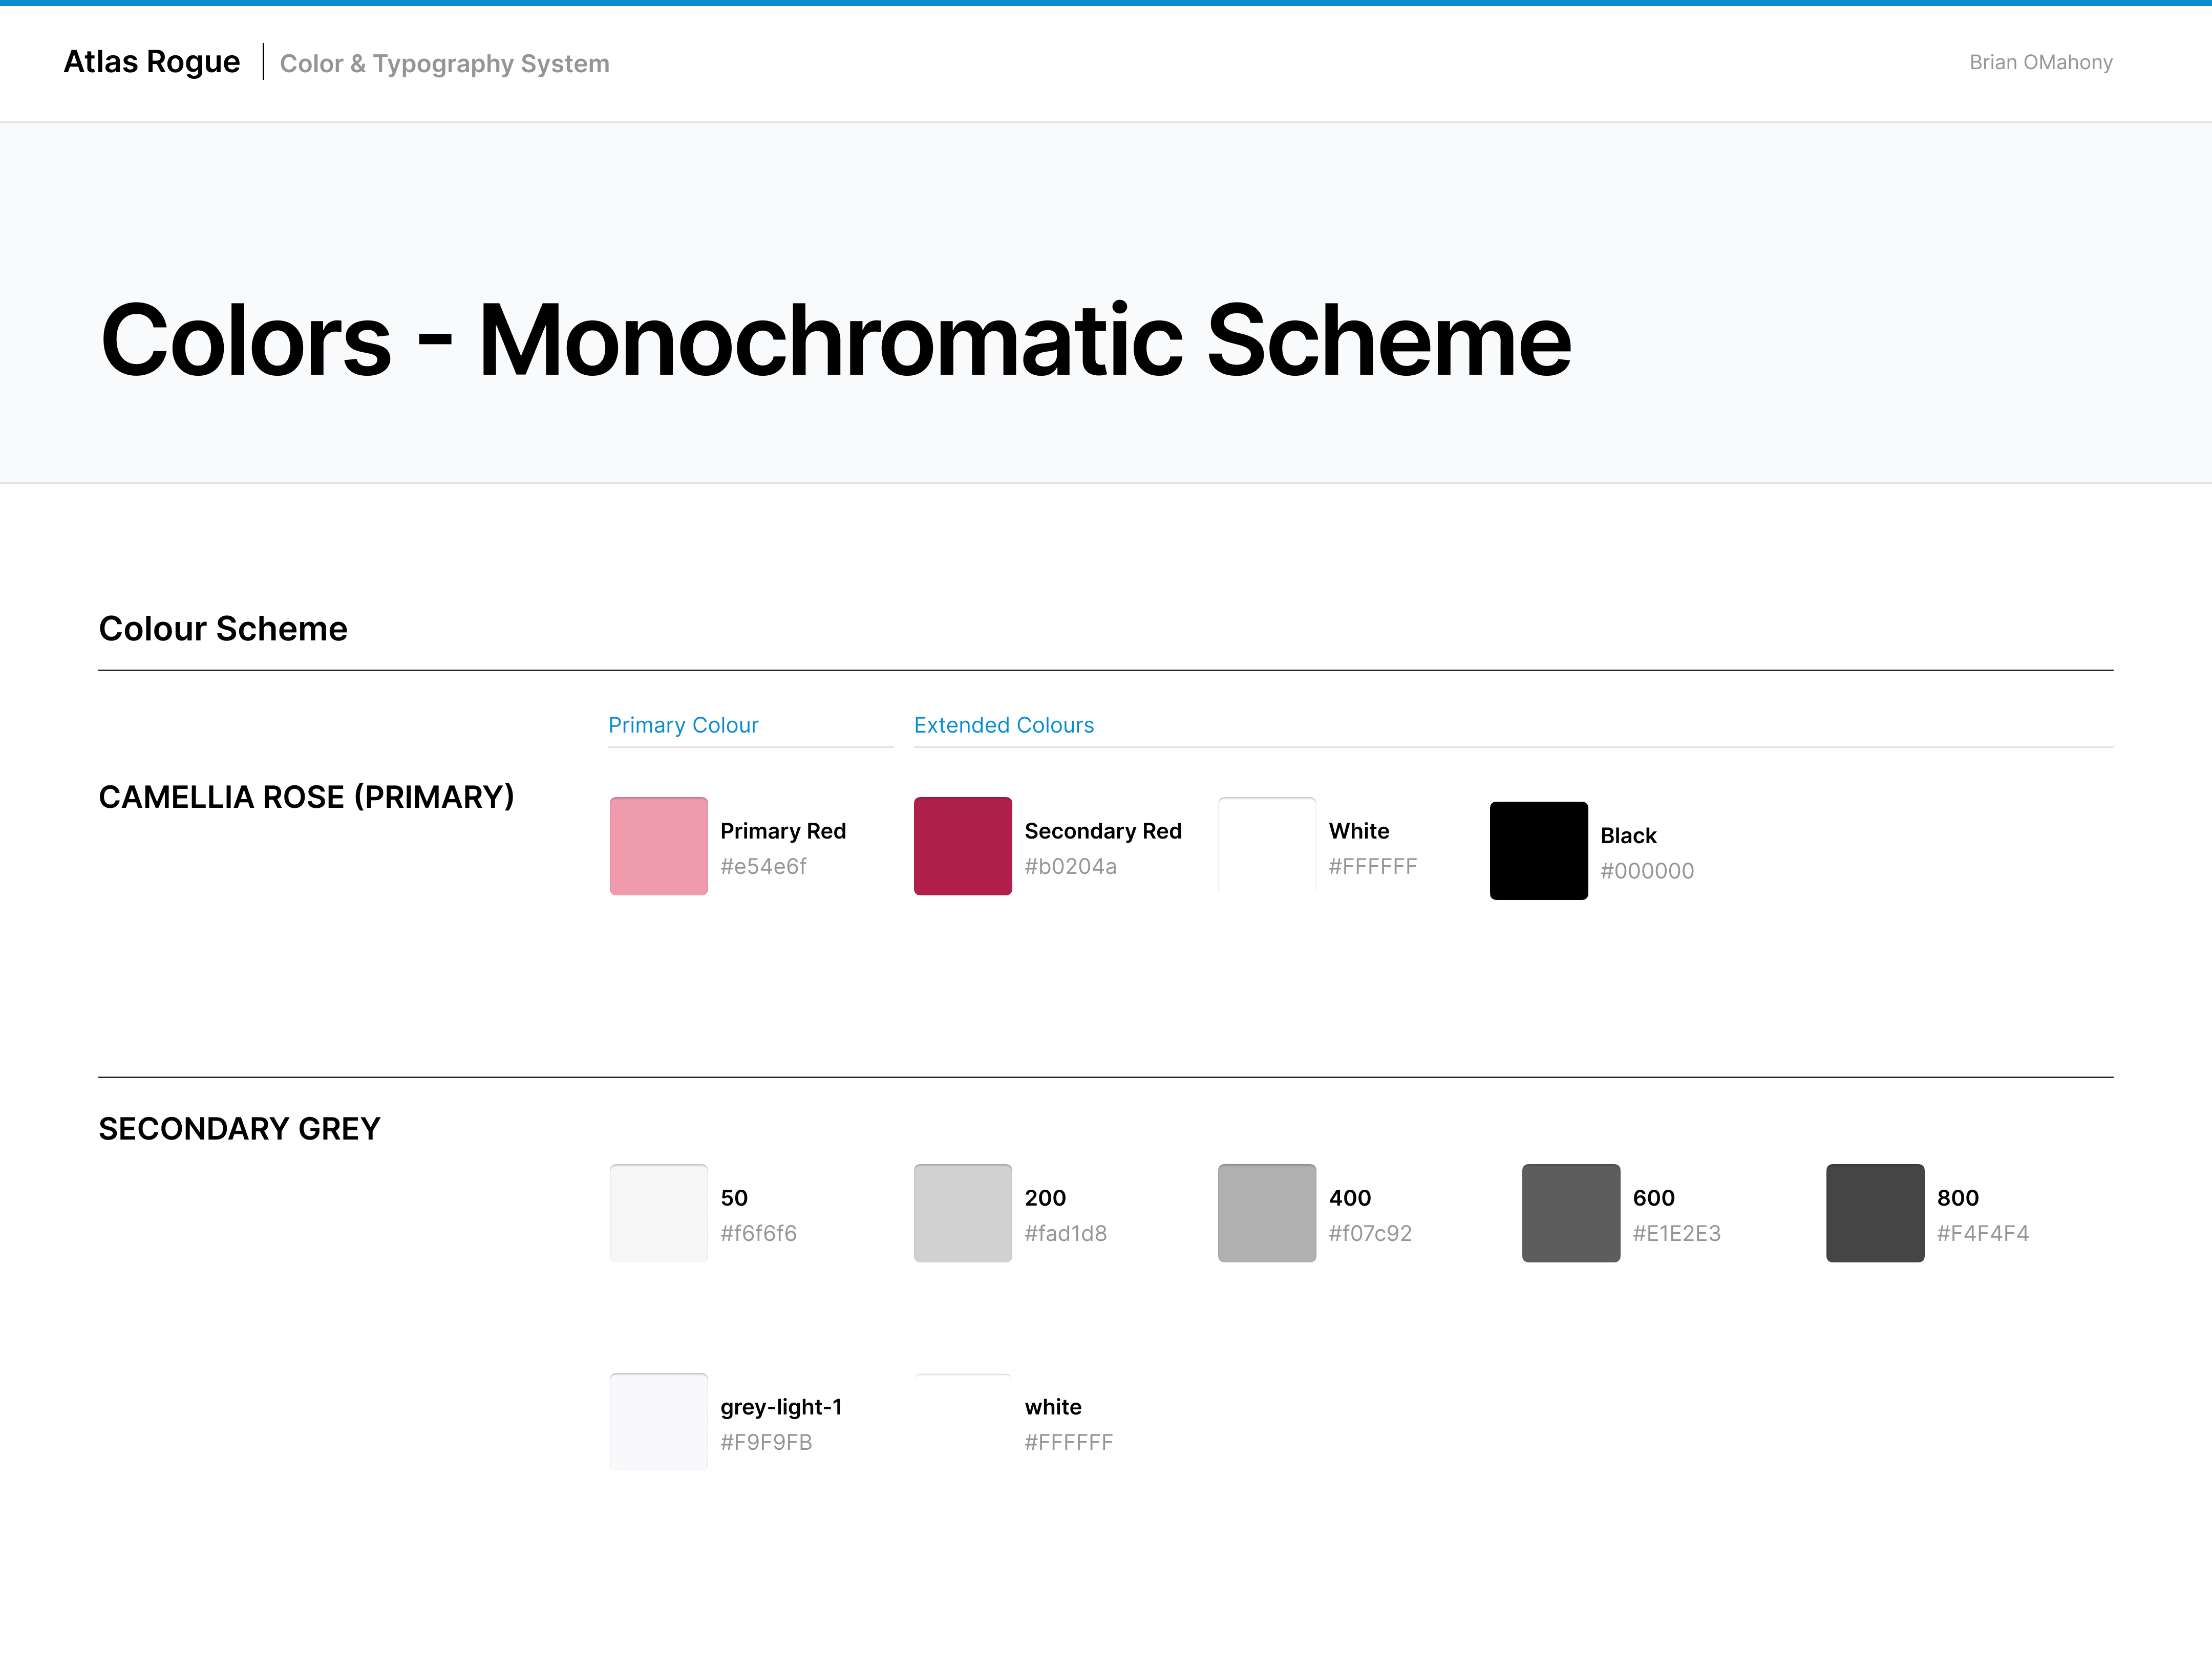 Atlas Rogue
Color & Typography System
Brian OMahony
Colors - Monochromatic Scheme
Colour Scheme
Primary Colour
Extended Colours
CAMELLIA ROSE (PRIMARY)
Primary Red
#e54e6f
Secondary Red
#b0204a
White
#FFFFFF
Black
#000000
SECONDARY GREY
50
#f6f6f6
200
#fad1d8
400
#f07c92
600
#E1E2E3
800
#F4F4F4
grey-light-1
#F9F9FB
white
#FFFFFF